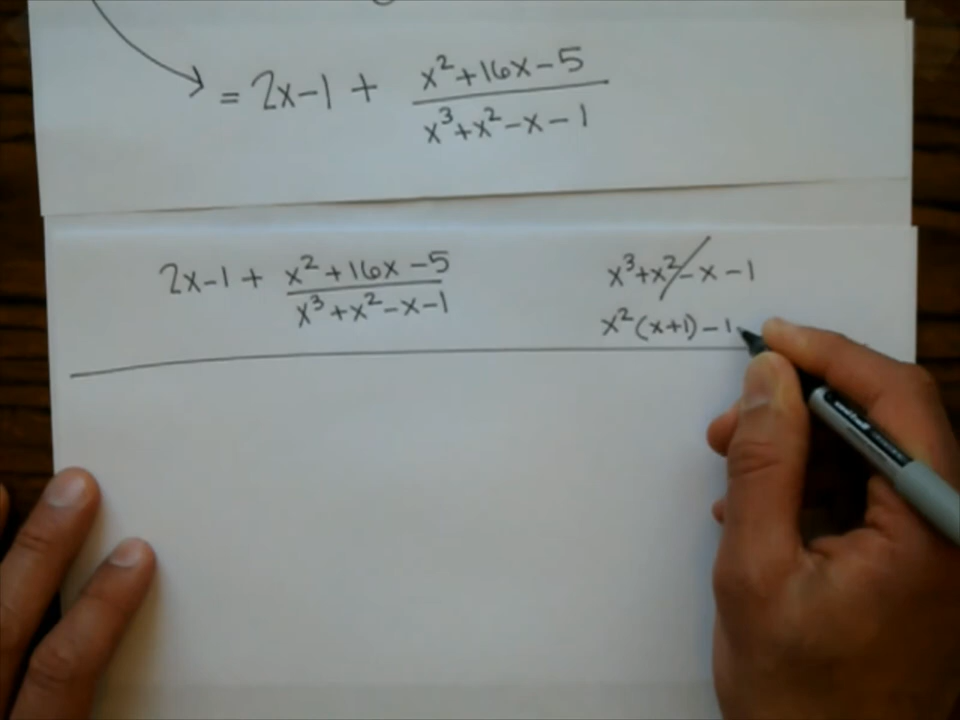 = 2x-1 + (x²+16x-5)/(x³+x²-x-1)
2x-1 + (x²+16x-5)/(x³+x²-x-1)
x³+x²-x-1
x²(x+1)-1